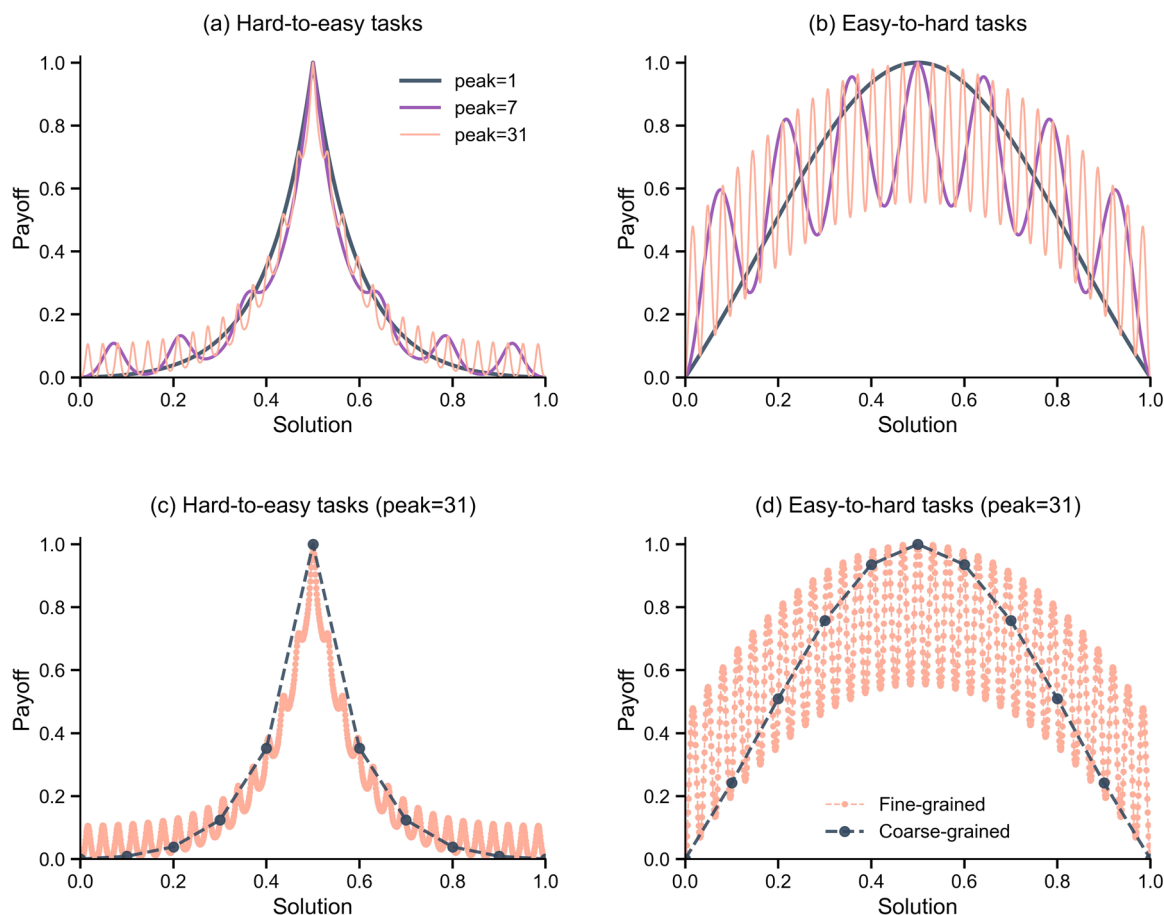 (a) Hard-to-easy tasks
1.0
0.8
0.6
0.4
0.2
0.0
Payoff
peak=1
peak=7
peak=31
0.0 0.2 0.4 0.6 0.8 1.0
Solution
(b) Easy-to-hard tasks
1.0
0.8
0.6
0.4
0.2
0.0
Payoff
0.0 0.2 0.4 0.6 0.8 1.0
Solution
(c) Hard-to-easy tasks (peak=31)
1.0
0.8
0.6
0.4
0.2
0.0
Payoff
0.0 0.2 0.4 0.6 0.8 1.0
Solution
(d) Easy-to-hard tasks (peak=31)
1.0
0.8
0.6
0.4
0.2
0.0
Payoff
Fine-grained
Coarse-grained
0.0 0.2 0.4 0.6 0.8 1.0
Solution